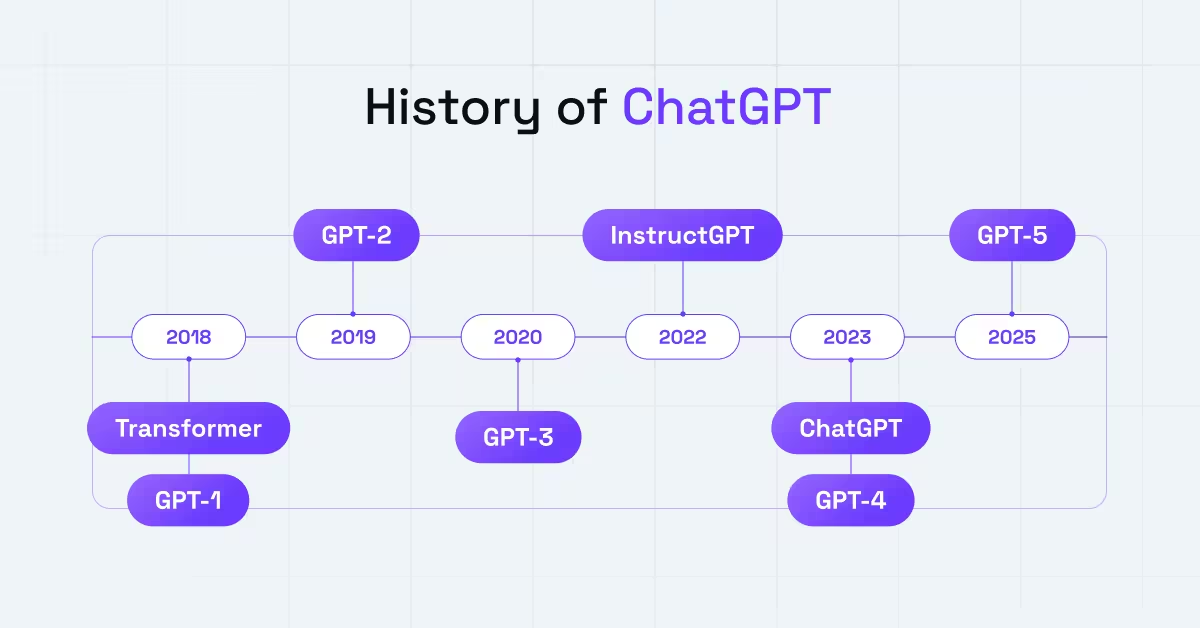 History of ChatGPT
GPT-2
InstructGPT
GPT-5
2018
2019
2020
2022
2023
2025
Transformer
GPT-3
ChatGPT
GPT-1
GPT-4